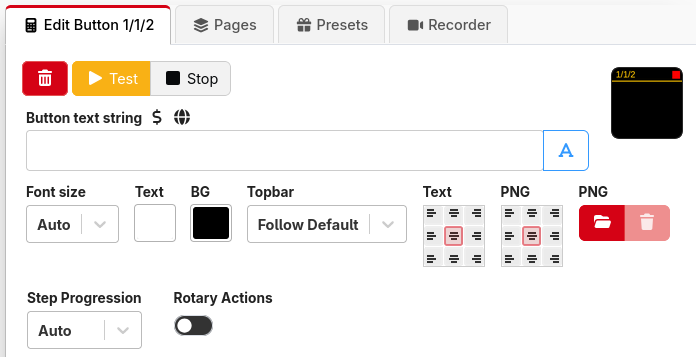 Edit Button 1/1/2 Pages Presets Recorder
Test Stop
1/1/2
Button text string $
A
Font size Text BG Topbar Text PNG PNG
Auto Follow Default
Step Progression Rotary Actions
Auto